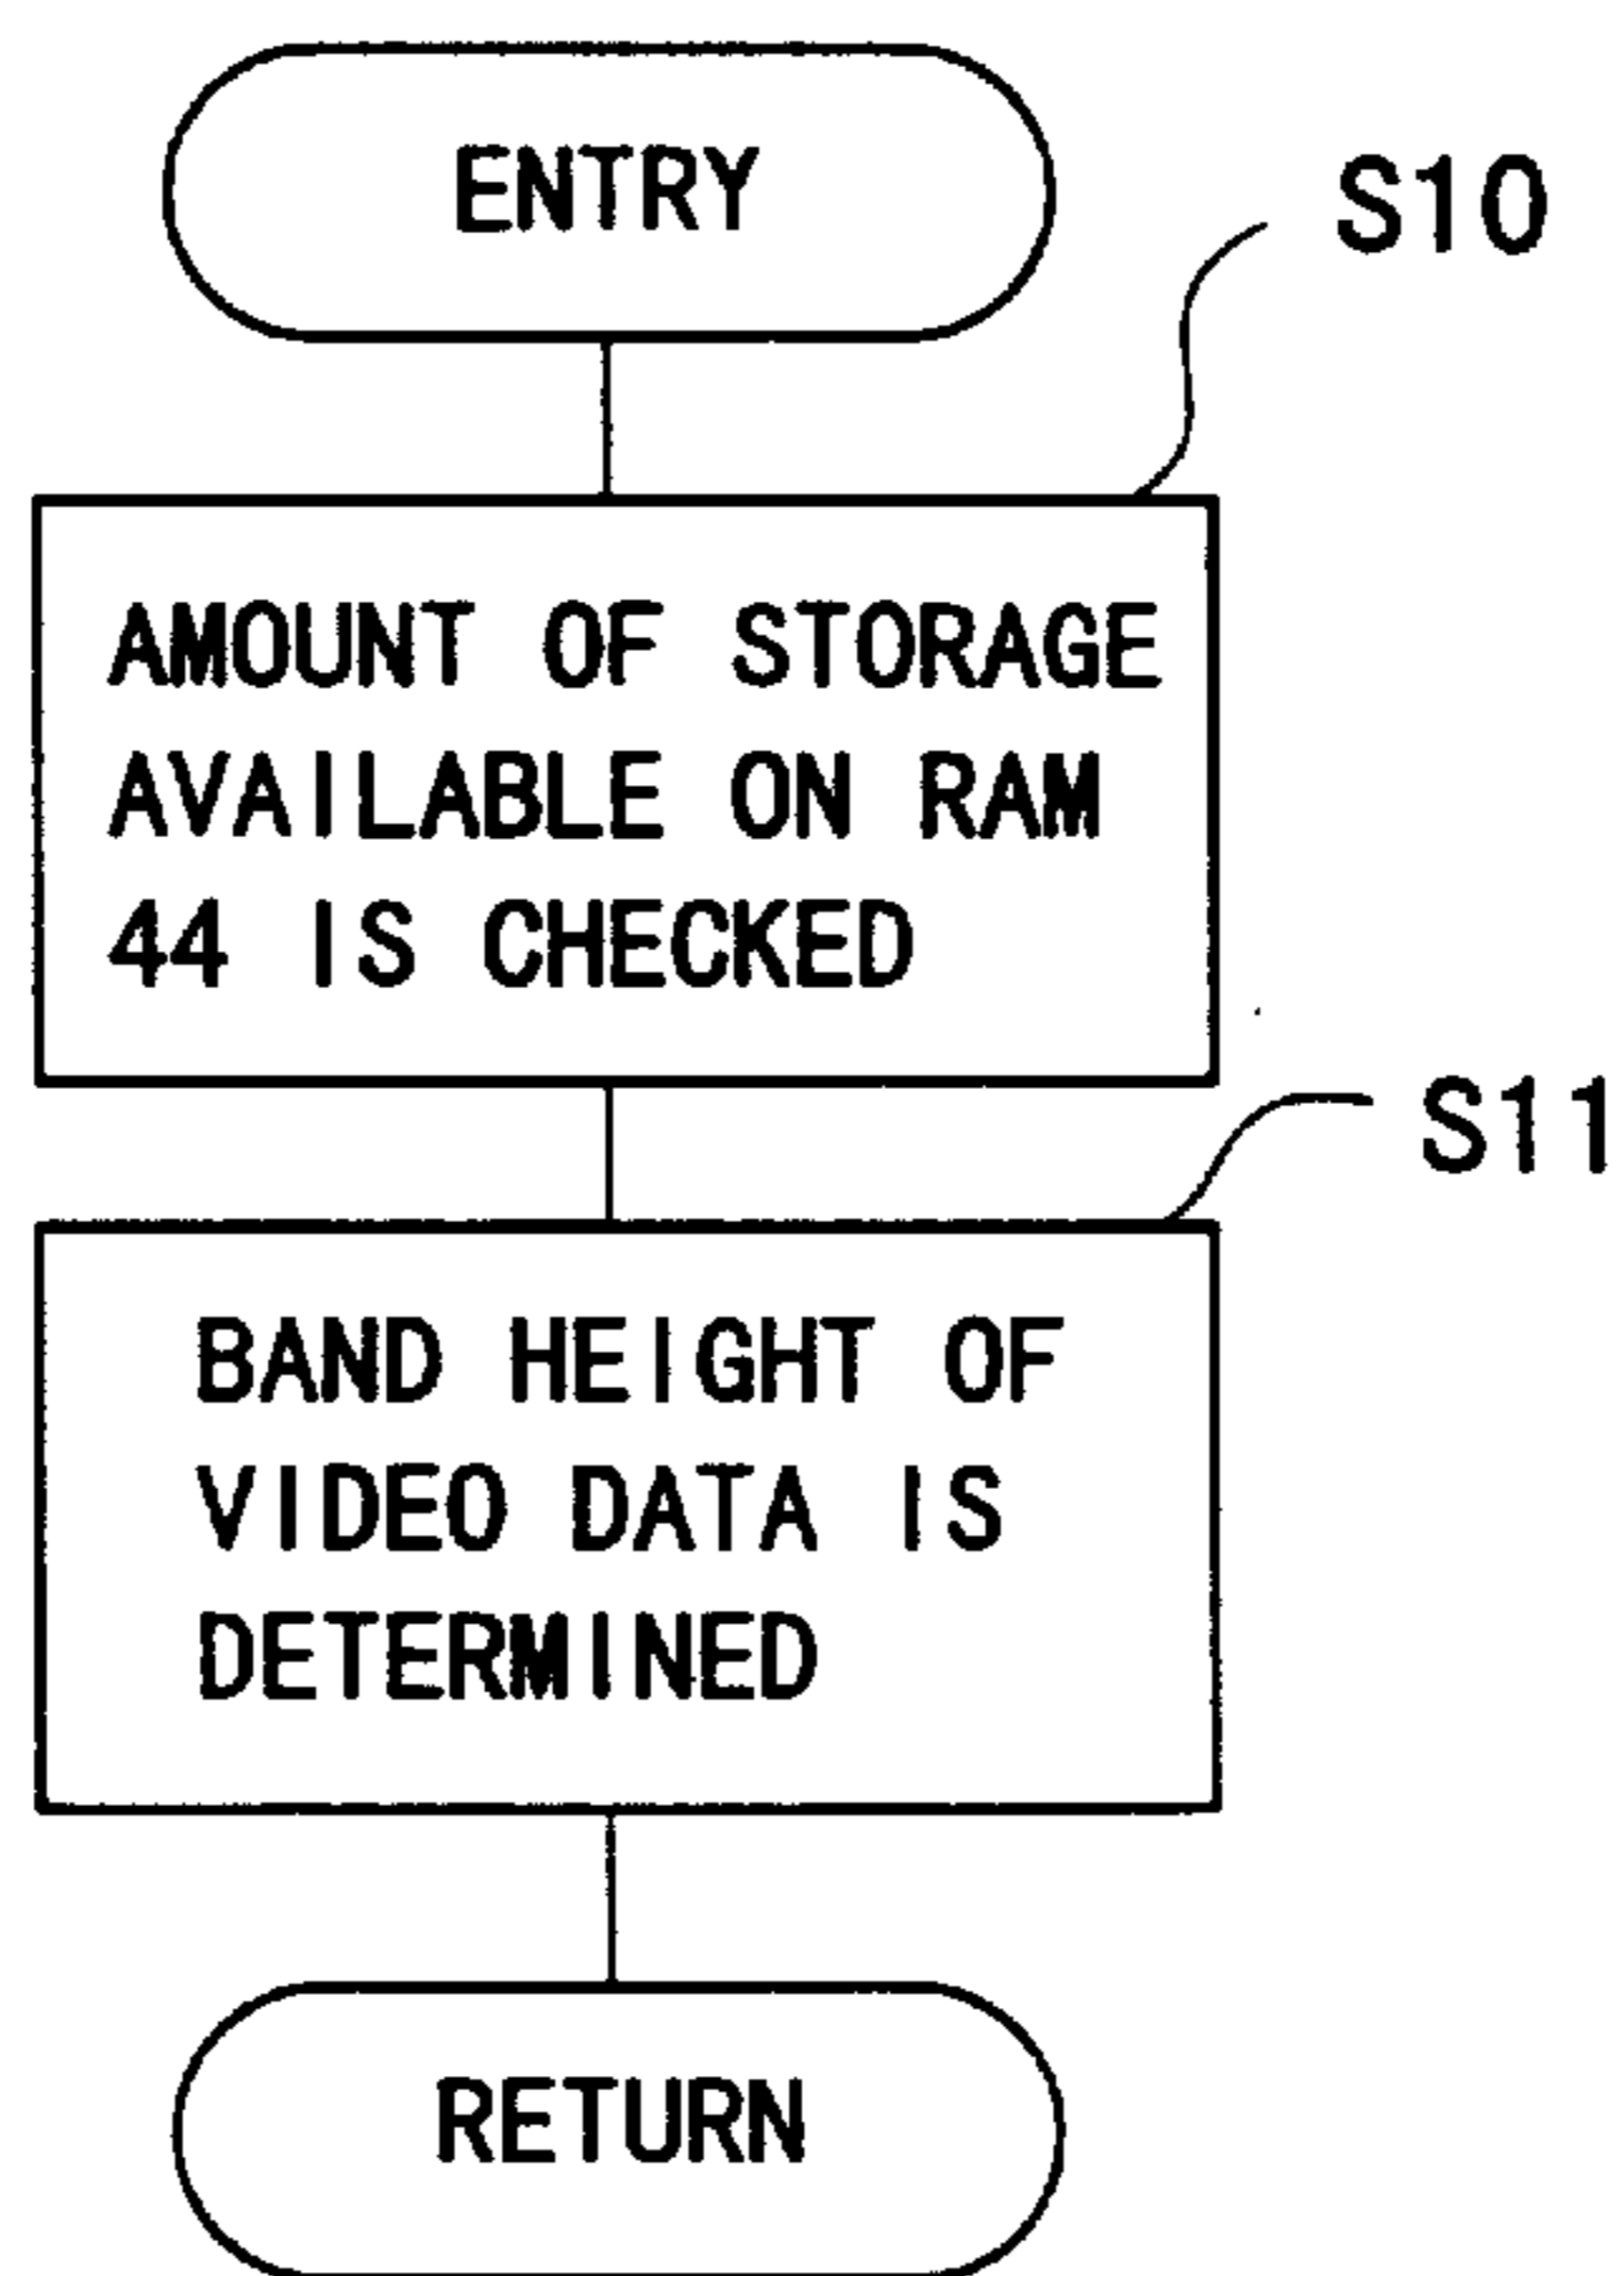 ENTRY
S10
AMOUNT OF STORAGE
AVAILABLE ON RAM
44 IS CHECKED
S11
BAND HEIGHT OF
VIDEO DATA IS
DETERMINED
RETURN